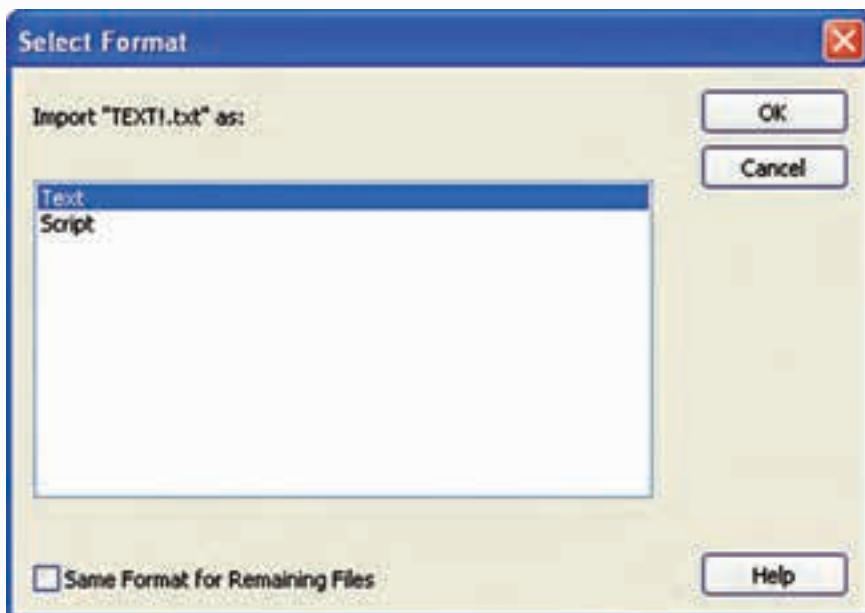 Select Format
Import "TEXT1.txt" as:
OK
Cancel
Text
Script
Same Format for Remaining Files
Help